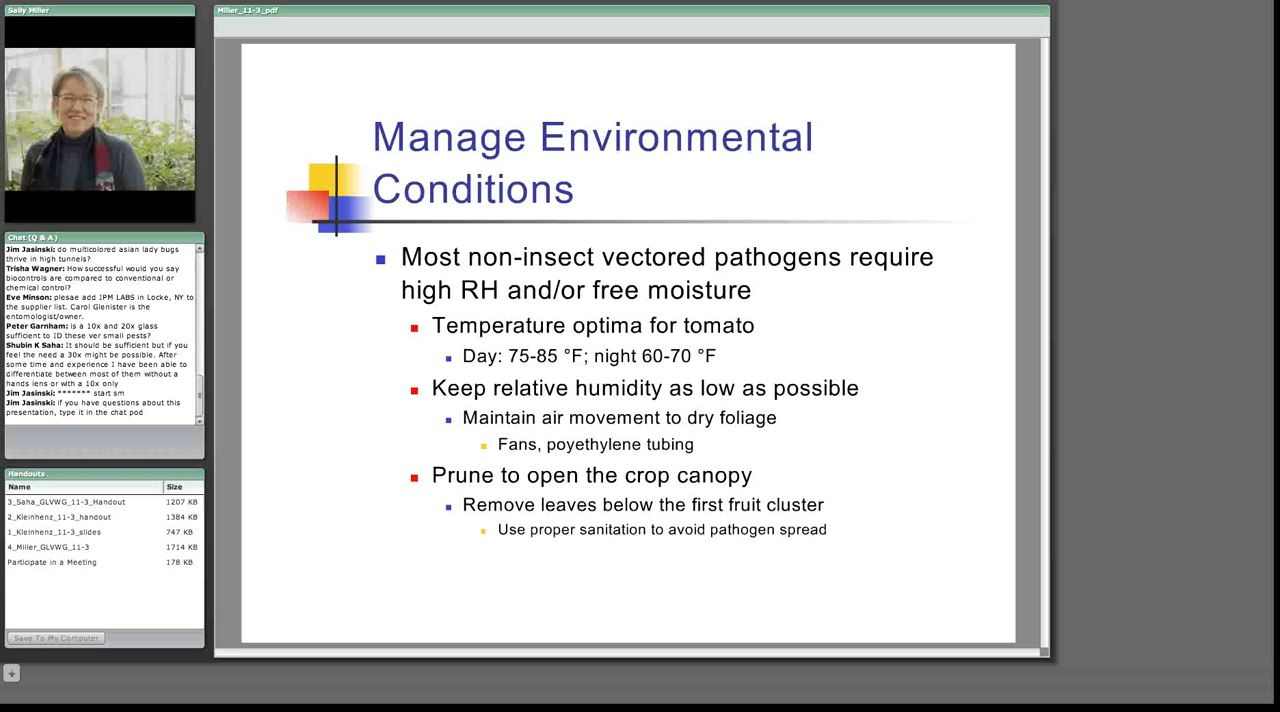 Sally Miller
Chat (Q & A)
Jim Jasinski: do multicolored asian lady bugs
thrive in high tunnels?
Trisha Wagner: How successful would you say
biocontrols are compared to conventional or
chemical control?
Eve Minson: plesae add IPM LABS in Locke, NY to
the supplier list. Carol Glenister is the
entomologist/owner.
Peter Garnham: is a 10x and 20x glass
sufficient to ID these ver small pests?
Shubin K Saha: It should be sufficient but if you
feel the need a 30x might be possible. After
some time and experience I have been able to
differentiate between most of them without a
hands lens or with a 10x only
Jim Jasinski: ******* start sm
Jim Jasinski: if you have questions about this
presentation, type it in the chat pod
Handouts
Name Size
3_Saha_GLVWG_11-3_Handout 1207 KB
2_Kleinhenz_11-3_handout 1384 KB
1_Kleinhenz_11-3_slides 747 KB
4_Miller_GLVWG_11-3 1714 KB
Participate in a Meeting 178 KB
Save To My Computer
Miller_11-3_pdf
Manage Environmental
Conditions
Most non-insect vectored pathogens require
high RH and/or free moisture
Temperature optima for tomato
Day: 75-85 °F; night 60-70 °F
Keep relative humidity as low as possible
Maintain air movement to dry foliage
Fans, poyethylene tubing
Prune to open the crop canopy
Remove leaves below the first fruit cluster
Use proper sanitation to avoid pathogen spread